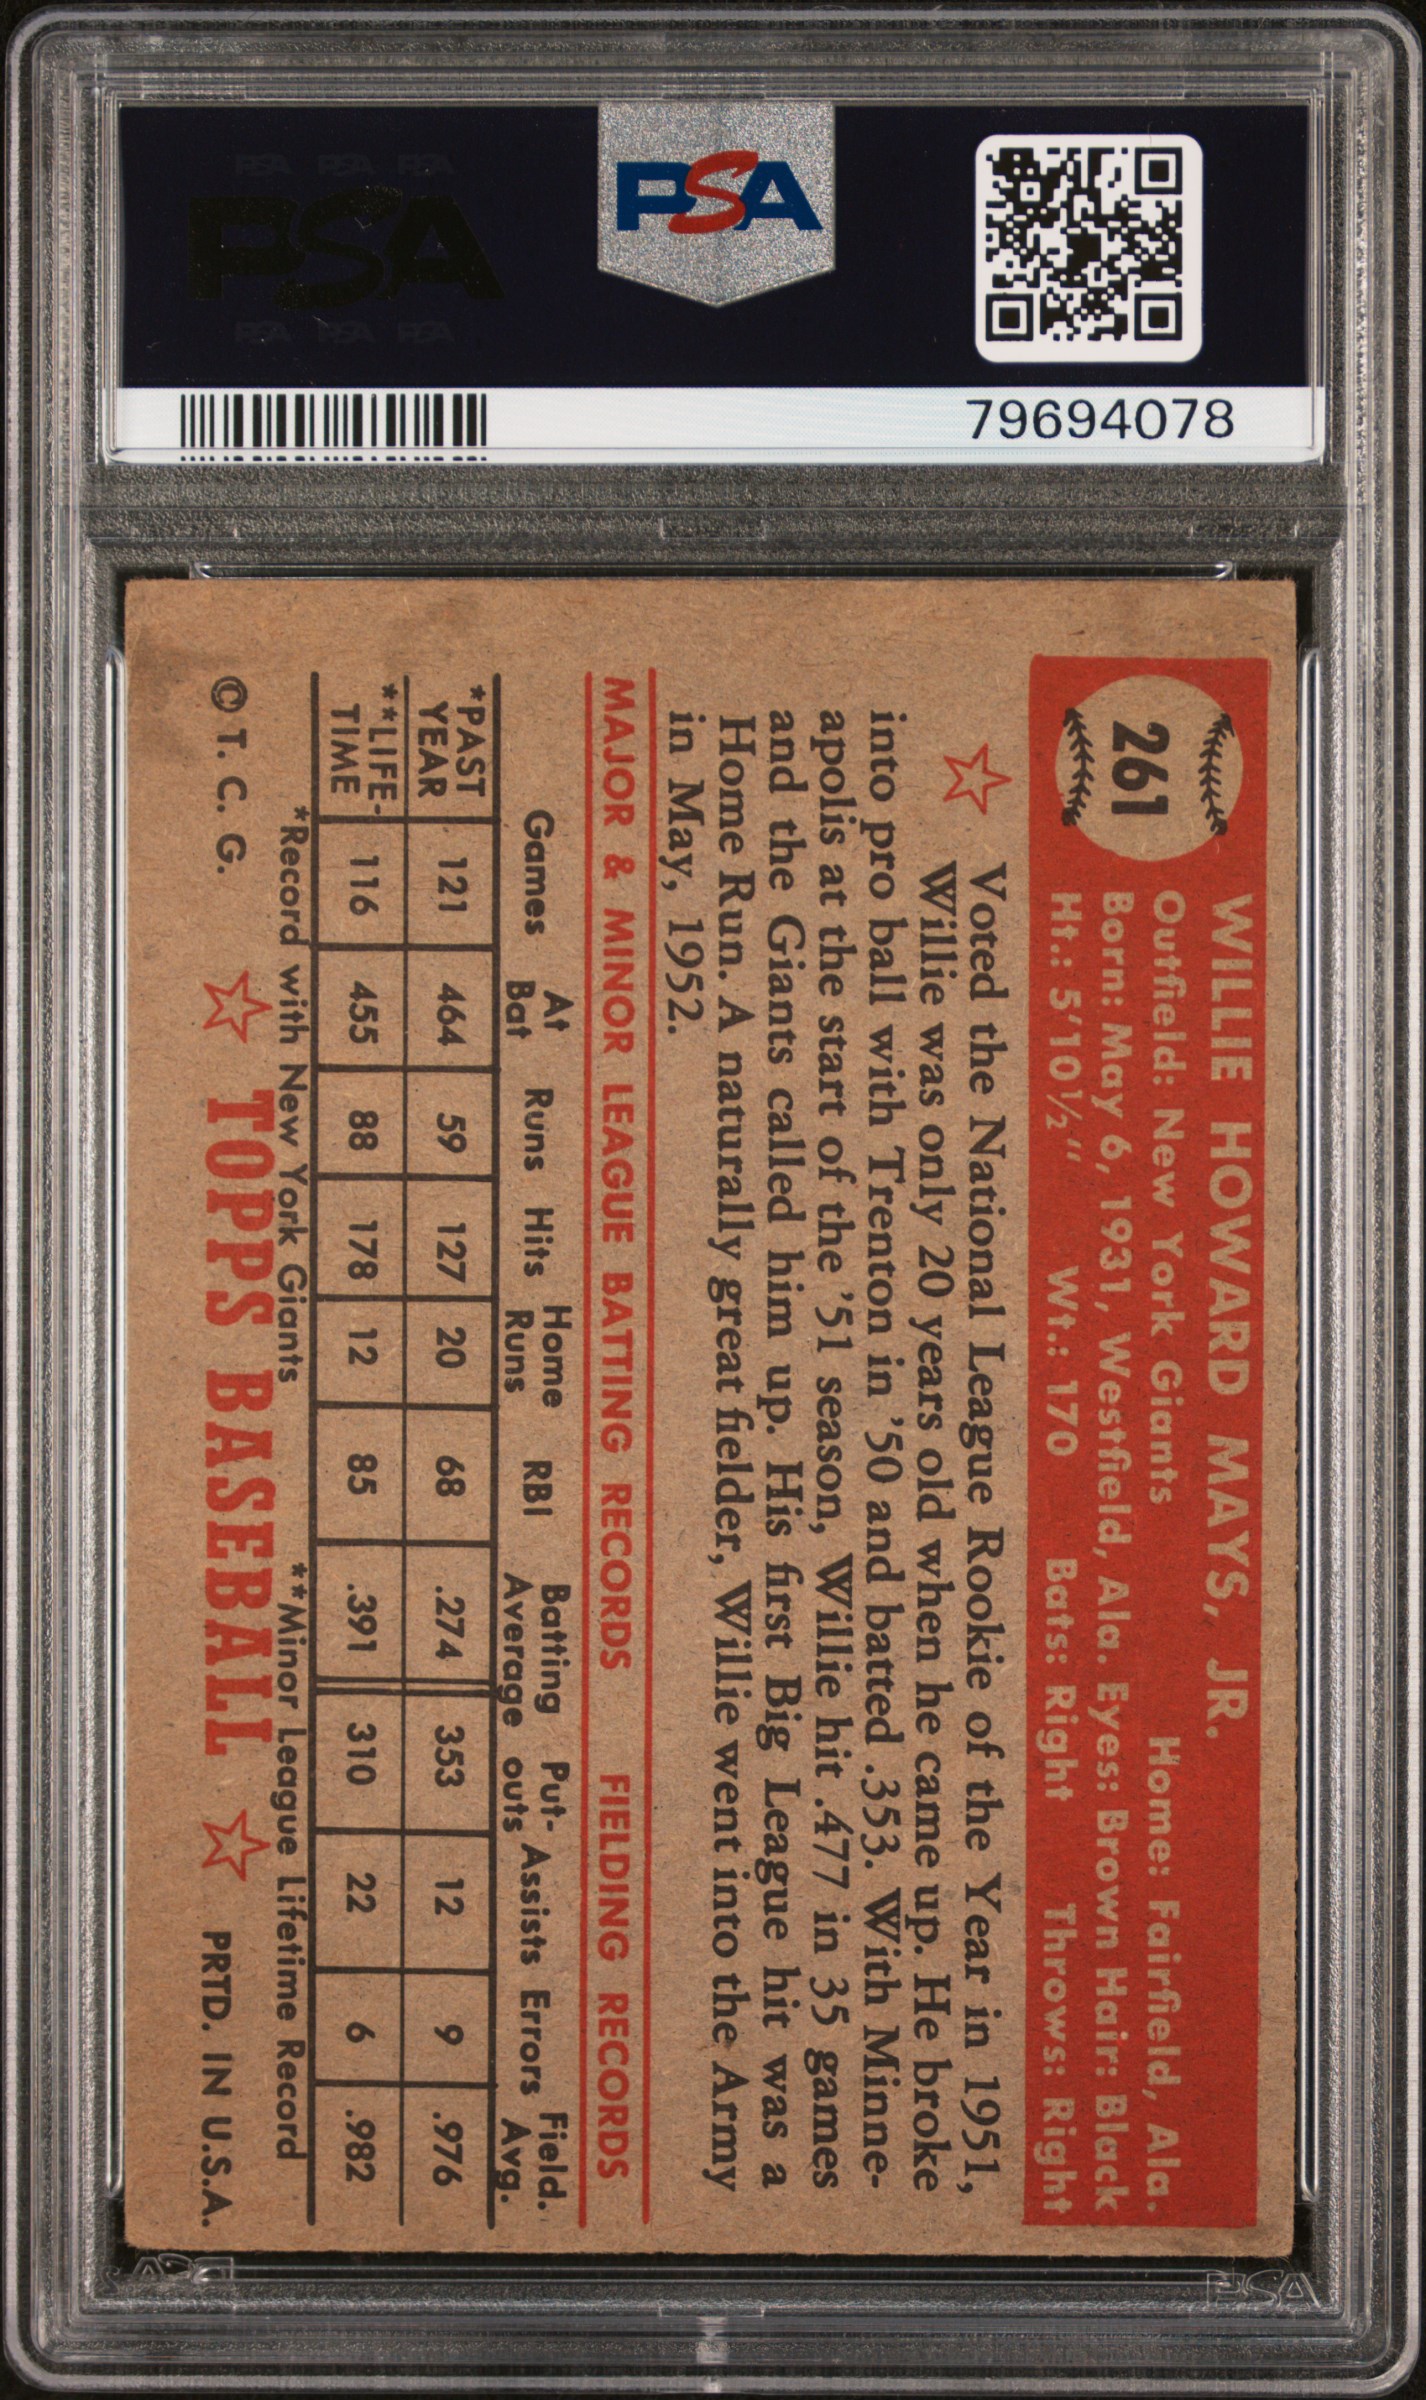 PSA PSA PSA
PSA
PSA PSA PSA
PSA
79694078
261
WILLIE HOWARD MAYS, JR.
Outfield: New York Giants Home: Fairfield, Ala.
Born: May 6, 1931, Westfield, Ala. Eyes: Brown Hair: Black
Ht.: 5'10½" Wt.: 170 Bats: Right Throws: Right
Voted the National League Rookie of the Year in 1951,
Willie was only 20 years old when he came up. He broke
into pro ball with Trenton in '50 and batted .353. With Minne-
apolis at the start of the '51 season, Willie hit .477 in 35 games
and the Giants called him up. His first Big League hit was a
Home Run. A naturally great fielder, Willie went into the Army
in May, 1952.
MAJOR & MINOR LEAGUE BATTING RECORDS FIELDING RECORDS
Games At Bat Runs Hits Home Runs RBI Batting Average Put-outs Assists Errors Field. Avg.
*PAST YEAR 121 464 59 127 20 68 .274 353 12 9 .976
**LIFE-TIME 116 455 88 178 12 85 .391 310 22 6 .982
*Record with New York Giants **Minor League Lifetime Record
© T. C. G. TOPPS BASEBALL PRTD. IN U.S.A.
PSA PSA